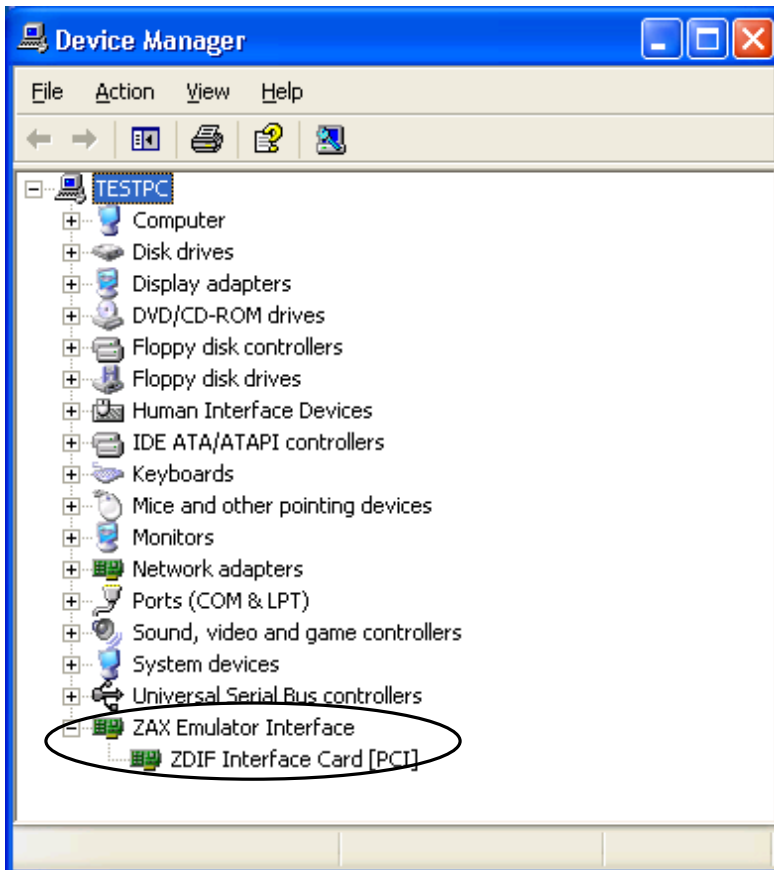 Device Manager
File Action View Help
TESTPC
Computer
Disk drives
Display adapters
DVD/CD-ROM drives
Floppy disk controllers
Floppy disk drives
Human Interface Devices
IDE ATA/ATAPI controllers
Keyboards
Mice and other pointing devices
Monitors
Network adapters
Ports (COM & LPT)
Sound, video and game controllers
System devices
Universal Serial Bus controllers
ZAX Emulator Interface
ZDIF Interface Card [PCI]